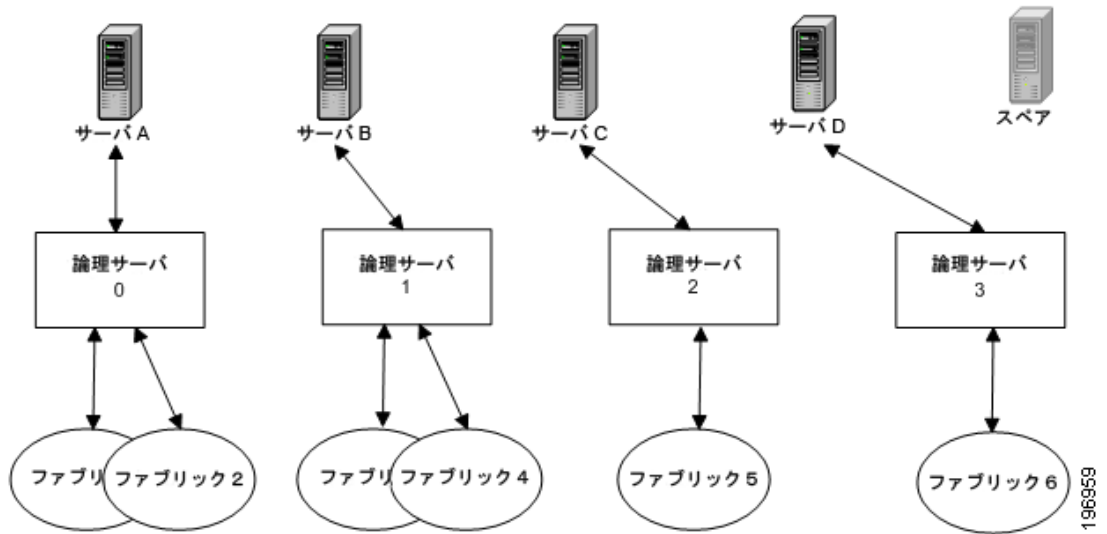 サーバ A
サーバ B
サーバ C
サーバ D
スペア
論理サーバ
0
論理サーバ
1
論理サーバ
2
論理サーバ
3
ファブリ
ファブリック 2
ファブリ
ファブリック 4
ファブリック 5
ファブリック 6
196959